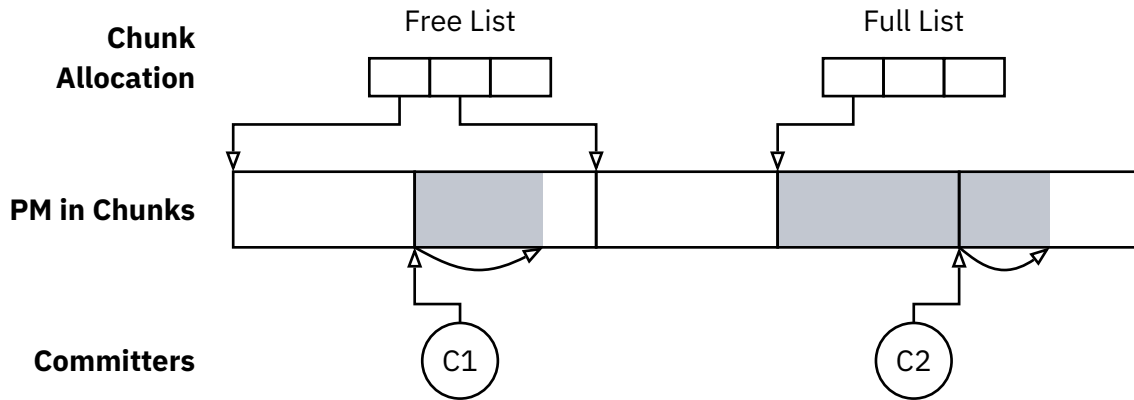 Chunk
Allocation
Free List
Full List
PM in Chunks
Committers
C1
C2